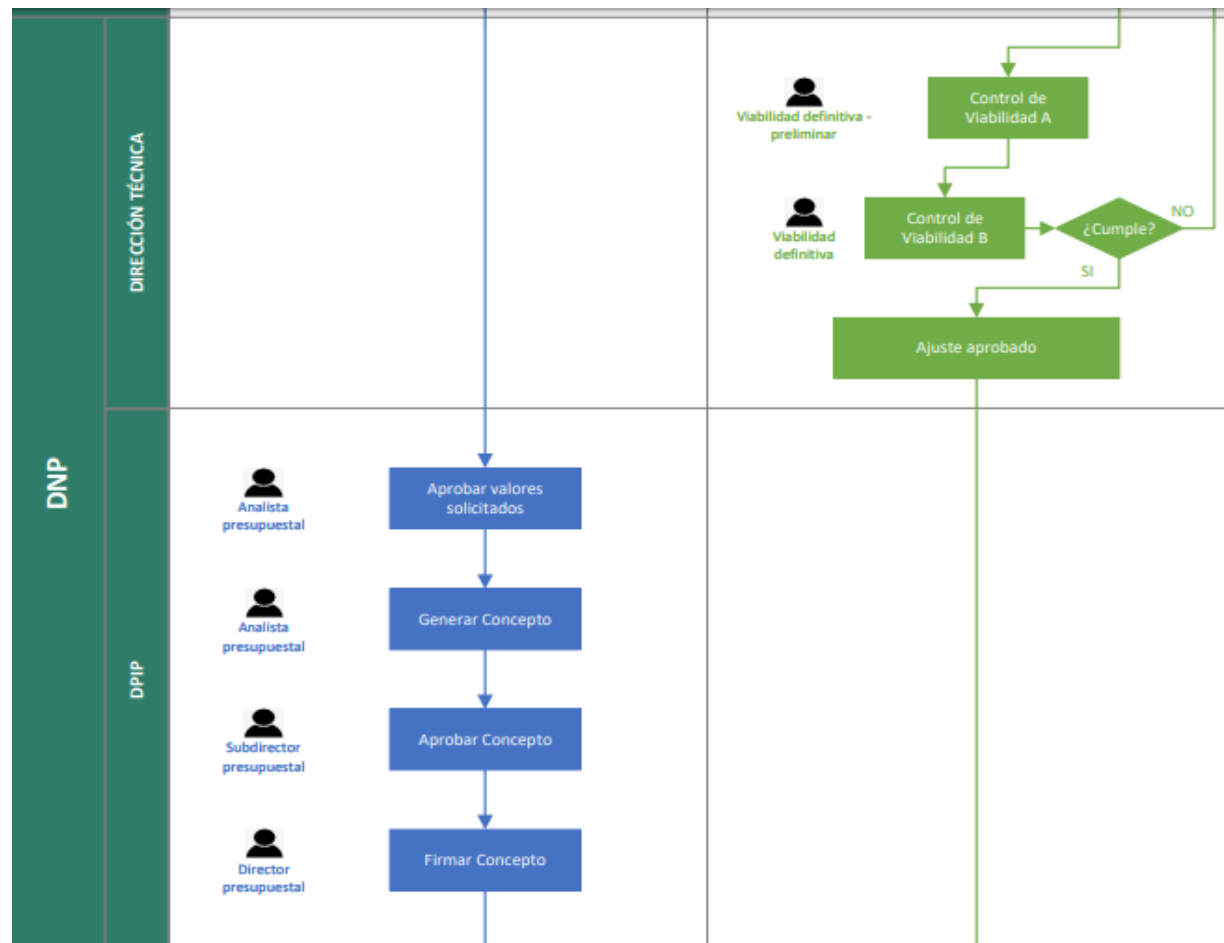 DNP
DIRECCIÓN TÉCNICA
Viabilidad definitiva -
preliminar
Control de
Viabilidad A
Viabilidad
definitiva
Control de
Viabilidad B
¿Cumple?
NO
SI
Ajuste aprobado
DPIP
Analista
presupuestal
Aprobar valores
solicitados
Analista
presupuestal
Generar Concepto
Subdirector
presupuestal
Aprobar Concepto
Director
presupuestal
Firmar Concepto